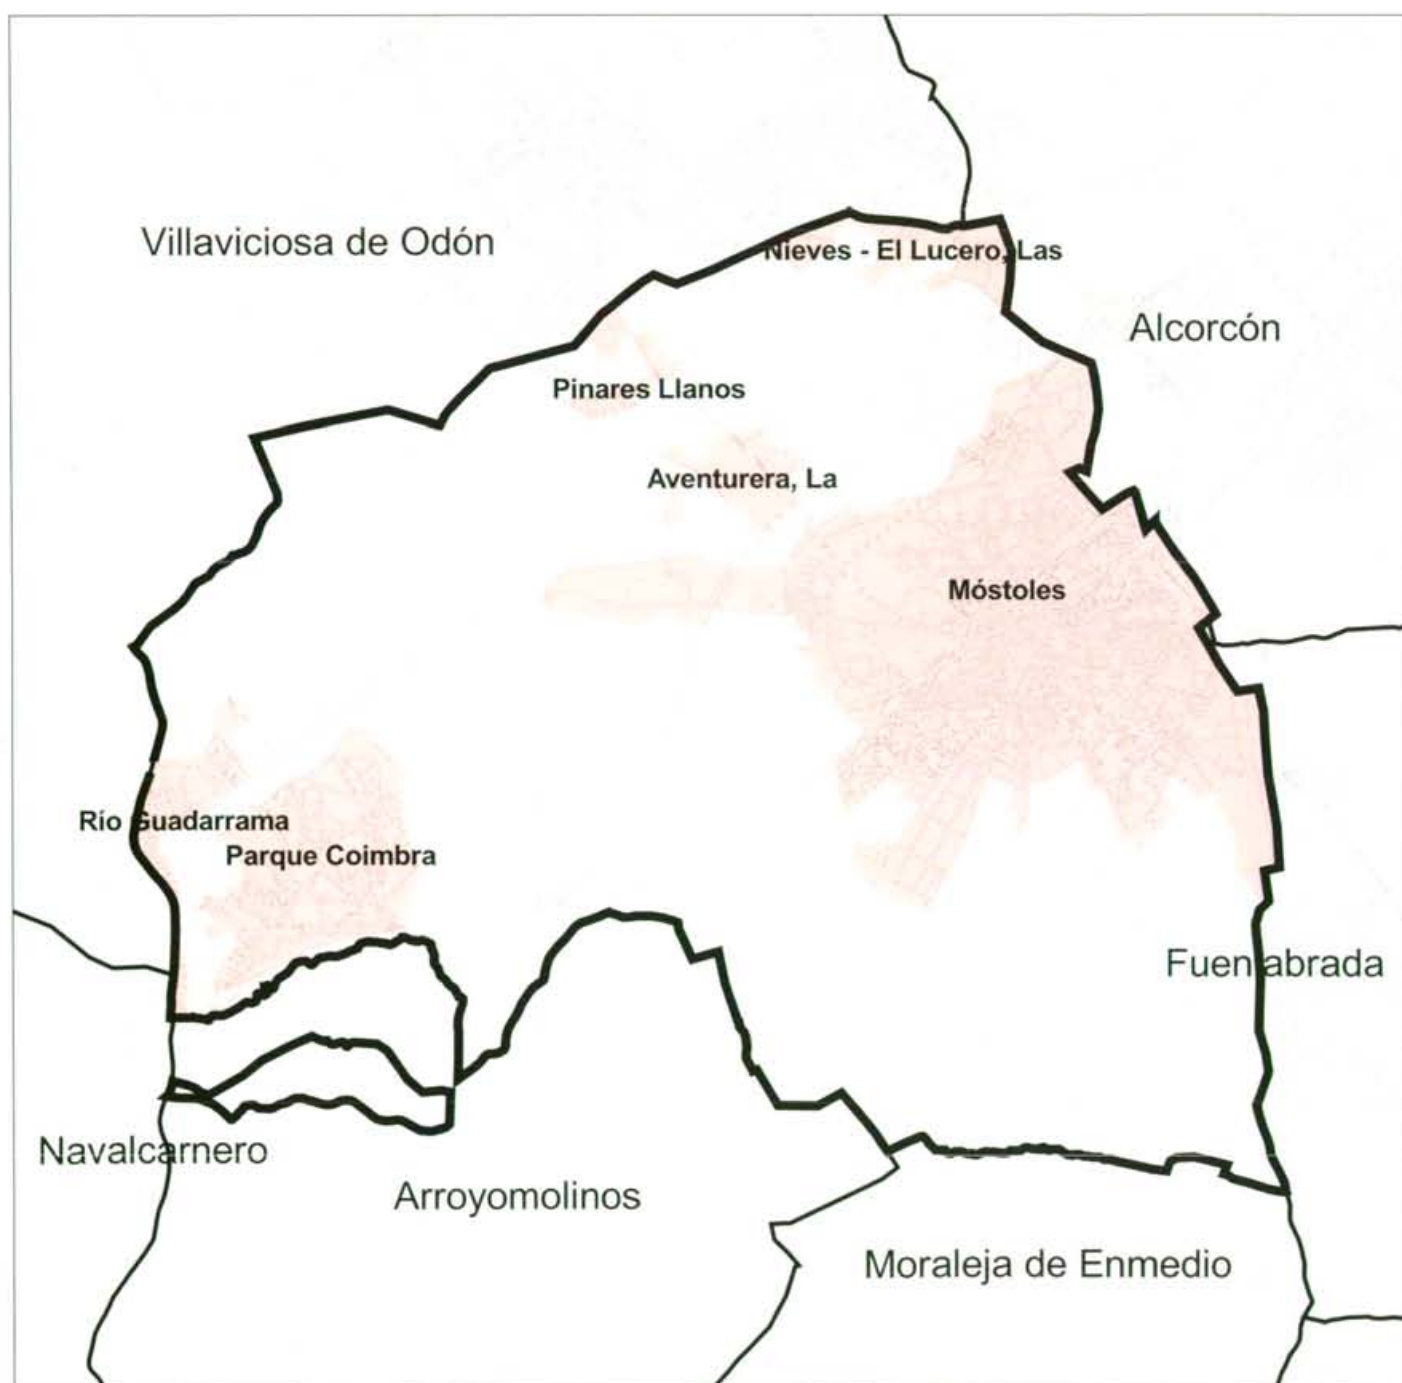 Villaviciosa de Odón
Nieves - El Lucero, Las
Alcorcón
Pinares Llanos
Aventurera, La
Móstoles
Río Guadarrama
Parque Coimbra
Fuenlabrada
Navalcarnero
Arroyomolinos
Moraleja de Enmedio